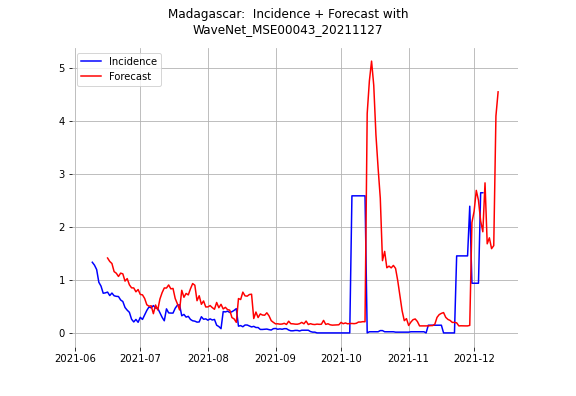 Madagascar:  Incidence + Forecast with
WaveNet_MSE00043_20211127
Incidence
Forecast
5
4
3
2
1
0
2021-06 2021-07 2021-08 2021-09 2021-10 2021-11 2021-12